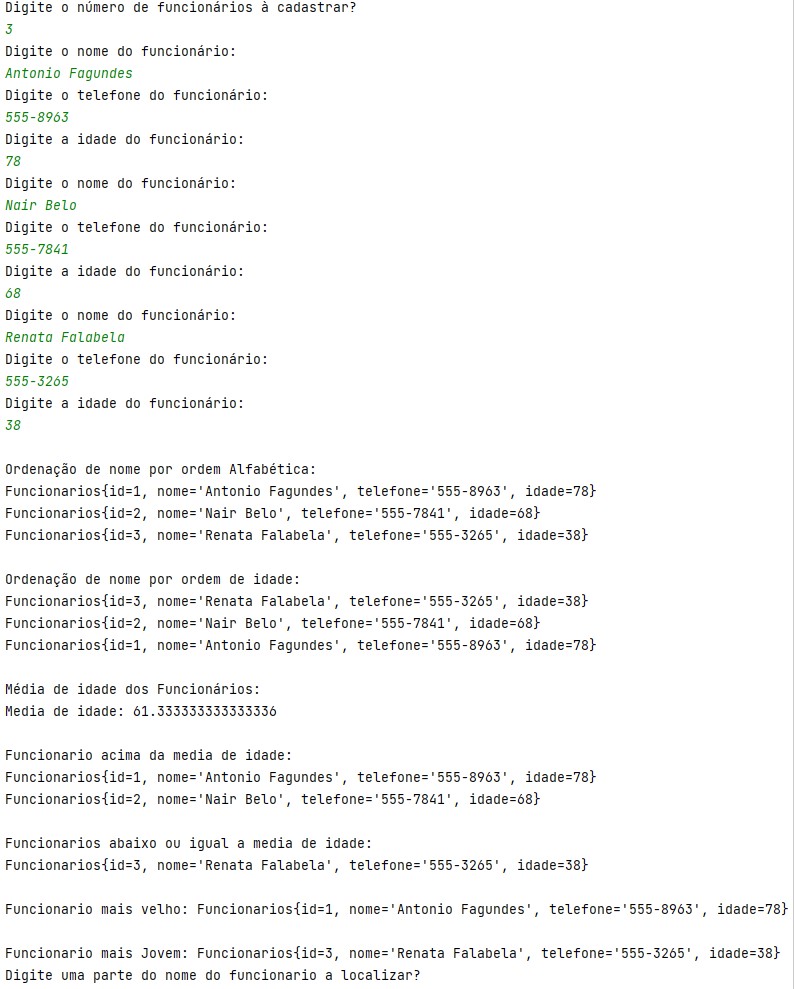 Digite o número de funcionários à cadastrar?
3
Digite o nome do funcionário:
Antonio Fagundes
Digite o telefone do funcionário:
555-8963
Digite a idade do funcionário:
78
Digite o nome do funcionário:
Nair Belo
Digite o telefone do funcionário:
555-7841
Digite a idade do funcionário:
68
Digite o nome do funcionário:
Renata Falabela
Digite o telefone do funcionário:
555-3265
Digite a idade do funcionário:
38
Ordenação de nome por ordem Alfabética:
Funcionarios{id=1, nome='Antonio Fagundes', telefone='555-8963', idade=78}
Funcionarios{id=2, nome='Nair Belo', telefone='555-7841', idade=68}
Funcionarios{id=3, nome='Renata Falabela', telefone='555-3265', idade=38}
Ordenação de nome por ordem de idade:
Funcionarios{id=3, nome='Renata Falabela', telefone='555-3265', idade=38}
Funcionarios{id=2, nome='Nair Belo', telefone='555-7841', idade=68}
Funcionarios{id=1, nome='Antonio Fagundes', telefone='555-8963', idade=78}
Média de idade dos Funcionários:
Media de idade: 61.333333333333336
Funcionario acima da media de idade:
Funcionarios{id=1, nome='Antonio Fagundes', telefone='555-8963', idade=78}
Funcionarios{id=2, nome='Nair Belo', telefone='555-7841', idade=68}
Funcionarios abaixo ou igual a media de idade:
Funcionarios{id=3, nome='Renata Falabela', telefone='555-3265', idade=38}
Funcionario mais velho: Funcionarios{id=1, nome='Antonio Fagundes', telefone='555-8963', idade=78}
Funcionario mais Jovem: Funcionarios{id=3, nome='Renata Falabela', telefone='555-3265', idade=38}
Digite uma parte do nome do funcionario a localizar?